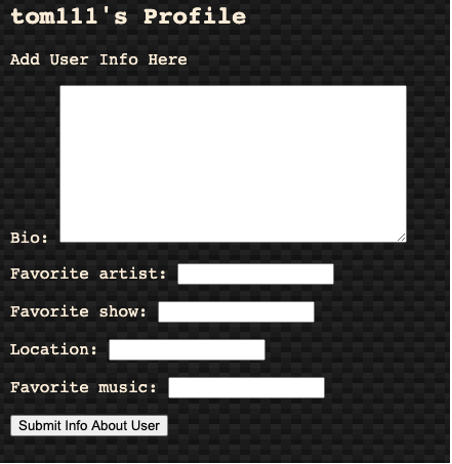 tom111's Profile
Add User Info Here
Bio:
Favorite artist:
Favorite show:
Location:
Favorite music:
Submit Info About User